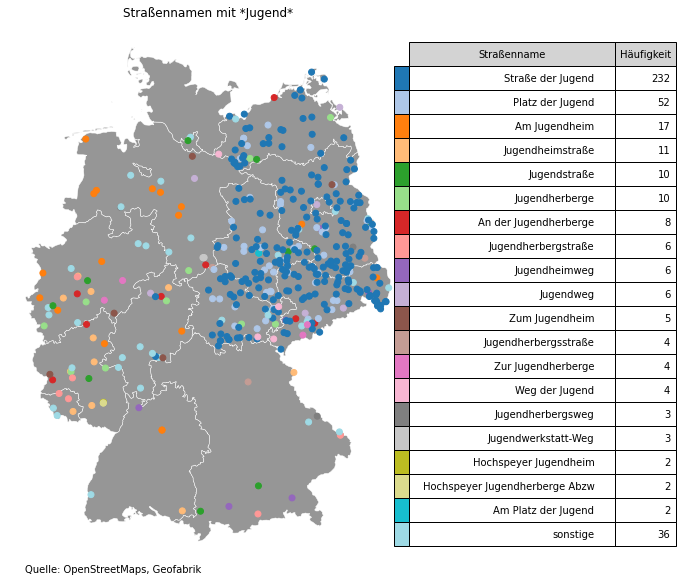 Straßennamen mit *Jugend*
Straßenname Häufigkeit
Straße der Jugend 232
Platz der Jugend 52
Am Jugendheim 17
Jugendheimstraße 11
Jugendstraße 10
Jugendherberge 10
An der Jugendherberge 8
Jugendherbergstraße 6
Jugendheimweg 6
Jugendweg 6
Zum Jugendheim 5
Jugendherbergsstraße 4
Zur Jugendherberge 4
Weg der Jugend 4
Jugendherbergsweg 3
Jugendwerkstatt-Weg 3
Hochspeyer Jugendheim 2
Hochspeyer Jugendherberge Abzw 2
Am Platz der Jugend 2
sonstige 36
Quelle: OpenStreetMaps, Geofabrik